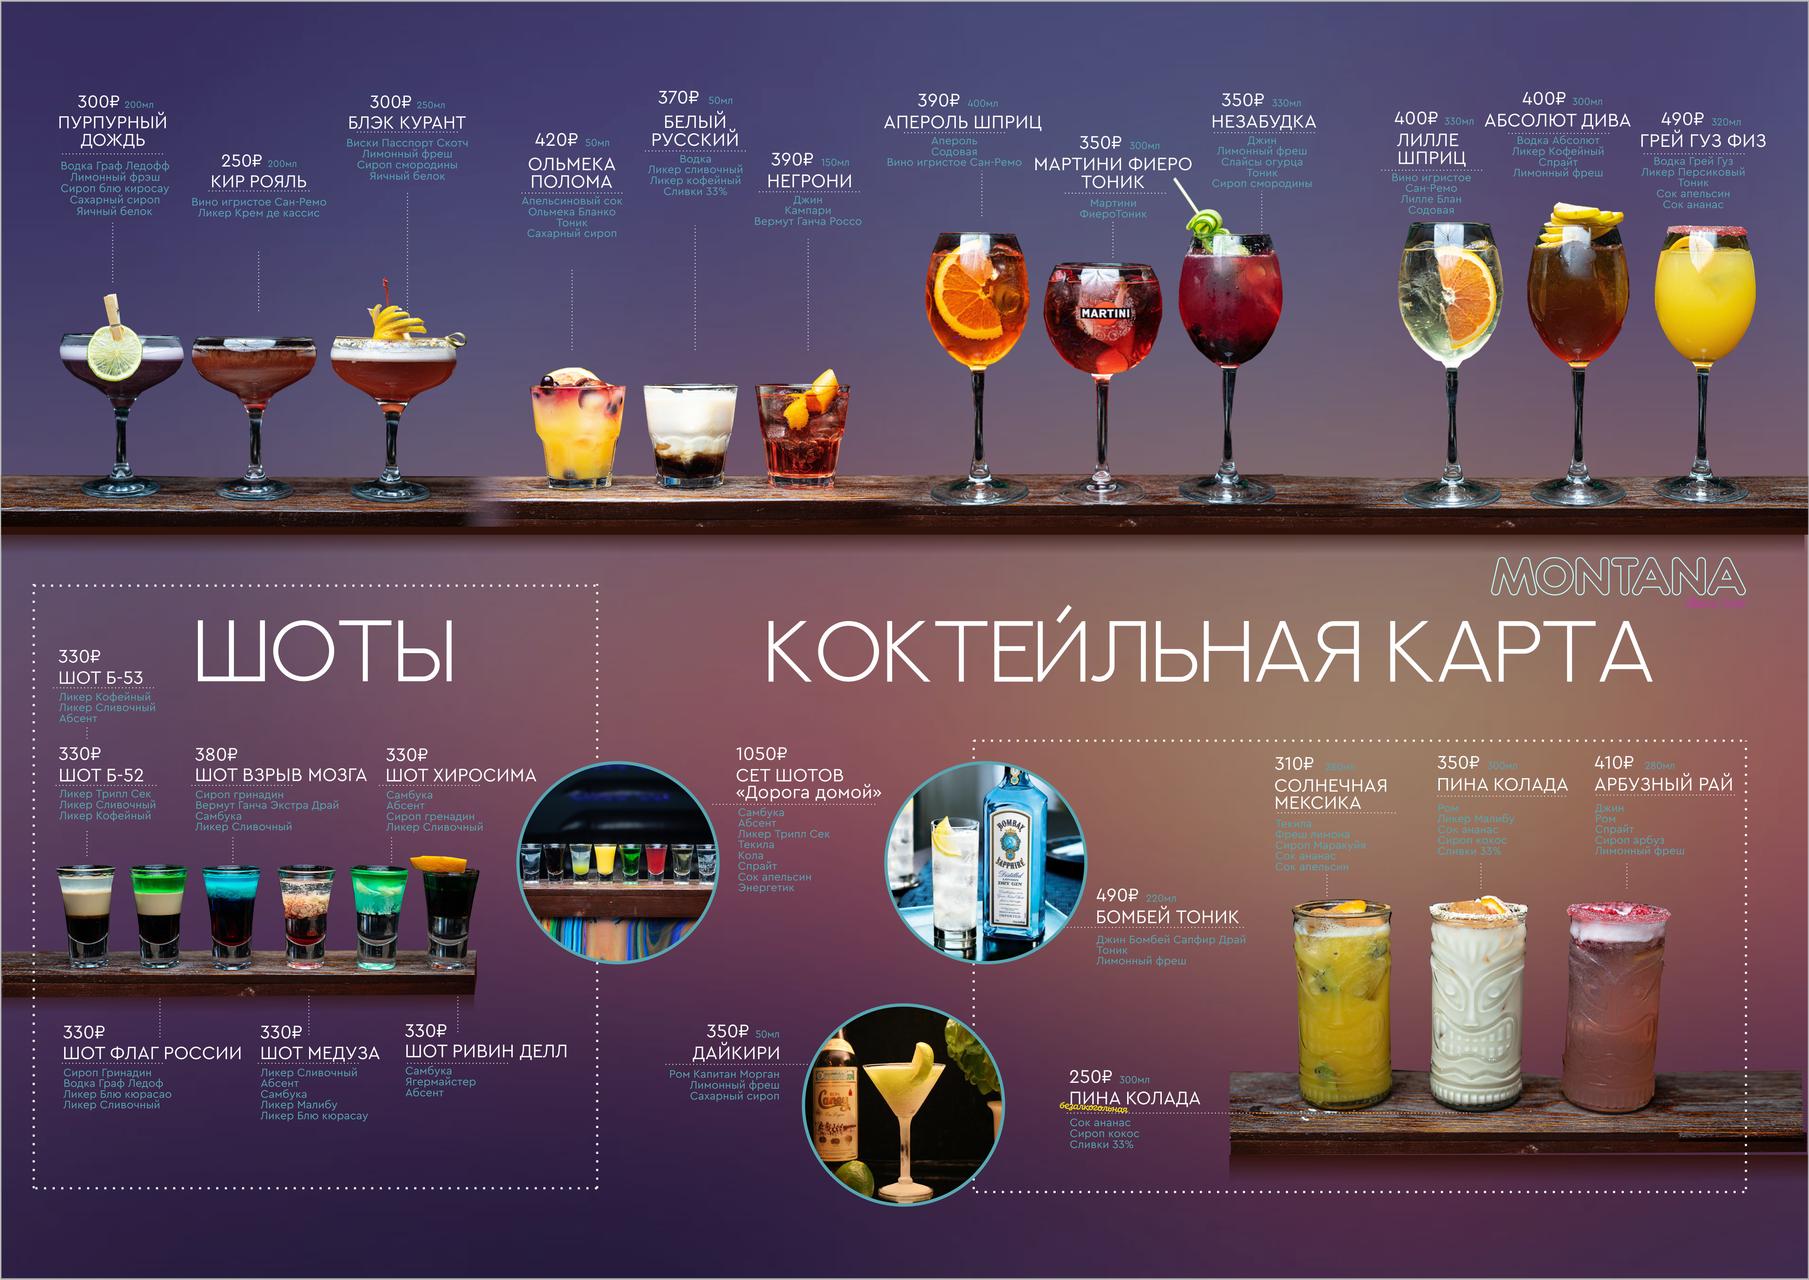 300₽ 200мл
ПУРПУРНЫЙ
ДОЖДЬ
Водка Граф Ледофф
Лимонный фрэш
Сироп блю киросау
Сахарный сироп
Яичный белок
250₽ 200мл
КИР РОЯЛЬ
Вино игристое Сан-Ремо
Ликер Крем де кассис
300₽ 250мл
БЛЭК КУРАНТ
Виски Пасспорт Скотч
Лимонный фреш
Сироп смородины
Яичный белок
420₽ 50мл
ОЛЬМЕКА
ПОЛОМА
Апельсиновый сок
Ольмека Бланко
Тоник
Сахарный сироп
370₽ 50мл
БЕЛЫЙ
РУССКИЙ
Водка
Ликер сливочный
Ликер кофейный
Сливки 33%
390₽ 150мл
НЕГРОНИ
Джин
Кампари
Вермут Ганча Россо
390₽ 400мл
АПЕРОЛЬ ШПРИЦ
Апероль
Содовая
Вино игристое Сан-Ремо
350₽ 300мл
МАРТИНИ ФИЕРО
ТОНИК
Мартини
ФиероТоник
350₽ 330мл
НЕЗАБУДКА
Джин
Лимонный фреш
Слайсы огурца
Тоник
Сироп смородины
400₽ 330мл
ЛИЛЛЕ
ШПРИЦ
Вино игристое
Сан-Ремо
Лилле Блан
Содовая
400₽ 300мл
АБСОЛЮТ ДИВА
Водка Абсолют
Ликер Кофейный
Спрайт
Лимонный фреш
490₽ 320мл
ГРЕЙ ГУЗ ФИЗ
Водка Грей Гуз
Ликер Персиковый
Тоник
Сок апельсин
Сок ананас
MARTINI
MONTANA
ШОТЫ
КОКТЕЙЛЬНАЯ КАРТА
330₽
ШОТ Б-53
Ликер Кофейный
Ликер Сливочный
Абсент
330₽
ШОТ Б-52
Ликер Трипл Сек
Ликер Сливочный
Ликер Кофейный
380₽
ШОТ ВЗРЫВ МОЗГА
Сироп гринадин
Вермут Ганча Экстра Драй
Самбука
Ликер Сливочный
330₽
ШОТ ХИРОСИМА
Самбука
Абсент
Сироп гренадин
Ликер Сливочный
330₽
ШОТ ФЛАГ РОССИИ
Сироп Гринадин
Водка Граф Ледоф
Ликер Блю кюрасао
Ликер Сливочный
330₽
ШОТ МЕДУЗА
Ликер Сливочный
Абсент
Самбука
Ликер Малибу
Ликер Блю кюрасау
330₽
ШОТ РИВИН ДЕЛЛ
Самбука
Ягермайстер
Абсент
1050₽
СЕТ ШОТОВ
«Дорога домой»
Самбука
Абсент
Ликер Трипл Сек
Текила
Кола
Спрайт
Сок апельсин
Энергетик
BOMBAY
SAPPHIRE
Distilled
DRY GIN
490₽ 220мл
БОМБЕЙ ТОНИК
Джин Бомбей Сапфир Драй
Тоник
Лимонный фреш
350₽ 50мл
ДАЙКИРИ
Ром Капитан Морган
Лимонный фреш
Сахарный сироп
Caney
310₽
СОЛНЕЧНАЯ
МЕКСИКА
Текила
Фреш лимона
Сироп Маракуйя
Сок ананас
Сок апельсин
350₽ 300мл
ПИНА КОЛАДА
Ром
Ликер Малибу
Сок ананас
Сироп кокос
Сливки 33%
410₽ 280мл
АРБУЗНЫЙ РАЙ
Джин
Ром
Спрайт
Сироп арбуз
Лимонный фреш
250₽ 300мл
ПИНА КОЛАДА
безалкогольная
Сок ананас
Сироп кокос
Сливки 33%